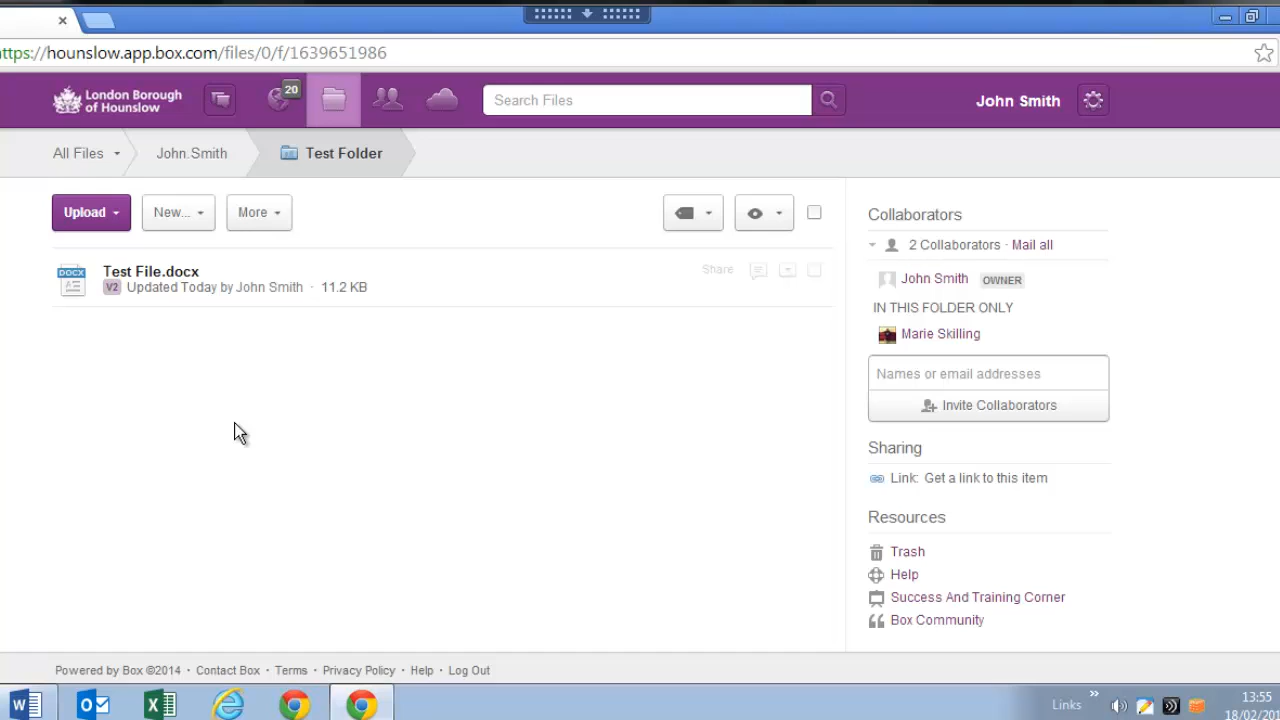 https://hounslow.app.box.com/files/0/f/1639651986
London Borough
of Hounslow
20
Search Files
John Smith
All Files
John.Smith
Test Folder
Upload
New...
More
Test File.docx
DOCX
V2 Updated Today by John Smith · 11.2 KB
Share
Collaborators
2 Collaborators · Mail all
John Smith OWNER
IN THIS FOLDER ONLY
Marie Skilling
Names or email addresses
Invite Collaborators
Sharing
Link: Get a link to this item
Resources
Trash
Help
Success And Training Corner
Box Community
Powered by Box ©2014 · Contact Box · Terms · Privacy Policy · Help · Log Out
Links
13:55
18/02/201